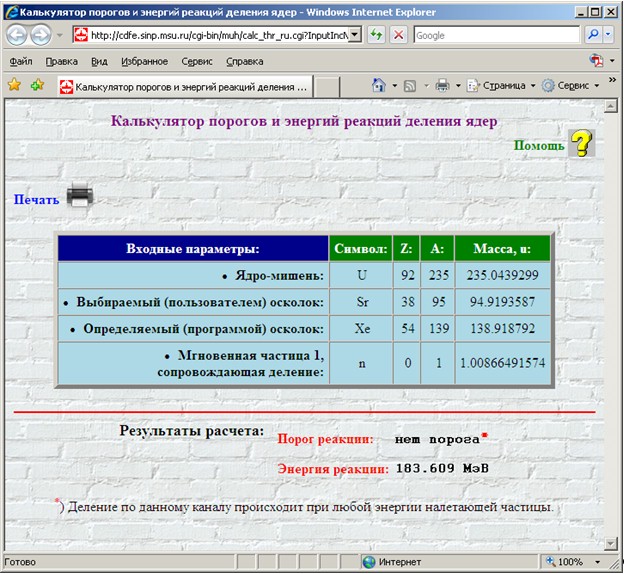 Калькулятор порогов и энергий реакций деления ядер - Windows Internet Explorer
http://cdfe.sinp.msu.ru/cgi-bin/muh/calc_thr_ru.cgi?InputIncN
Google
Файл Правка Вид Избранное Сервис Справка
Калькулятор порогов и энергий реакций деления ...
Страница Сервис
Калькулятор порогов и энергий реакций деления ядер
Помощь
Печать
Входные параметры: Символ: Z: A: Масса, u:
• Ядро-мишень: U 92 235 235.0439299
• Выбираемый (пользователем) осколок: Sr 38 95 94.9193587
• Определяемый (программой) осколок: Xe 54 139 138.918792
• Мгновенная частица 1,
сопровождающая деление: n 0 1 1.00866491574
Результаты расчета:
Порог реакции: нет порога*
Энергия реакции: 183.609 МэВ
*) Деление по данному каналу происходит при любой энергии налетающей частицы.
Готово Интернет 100%